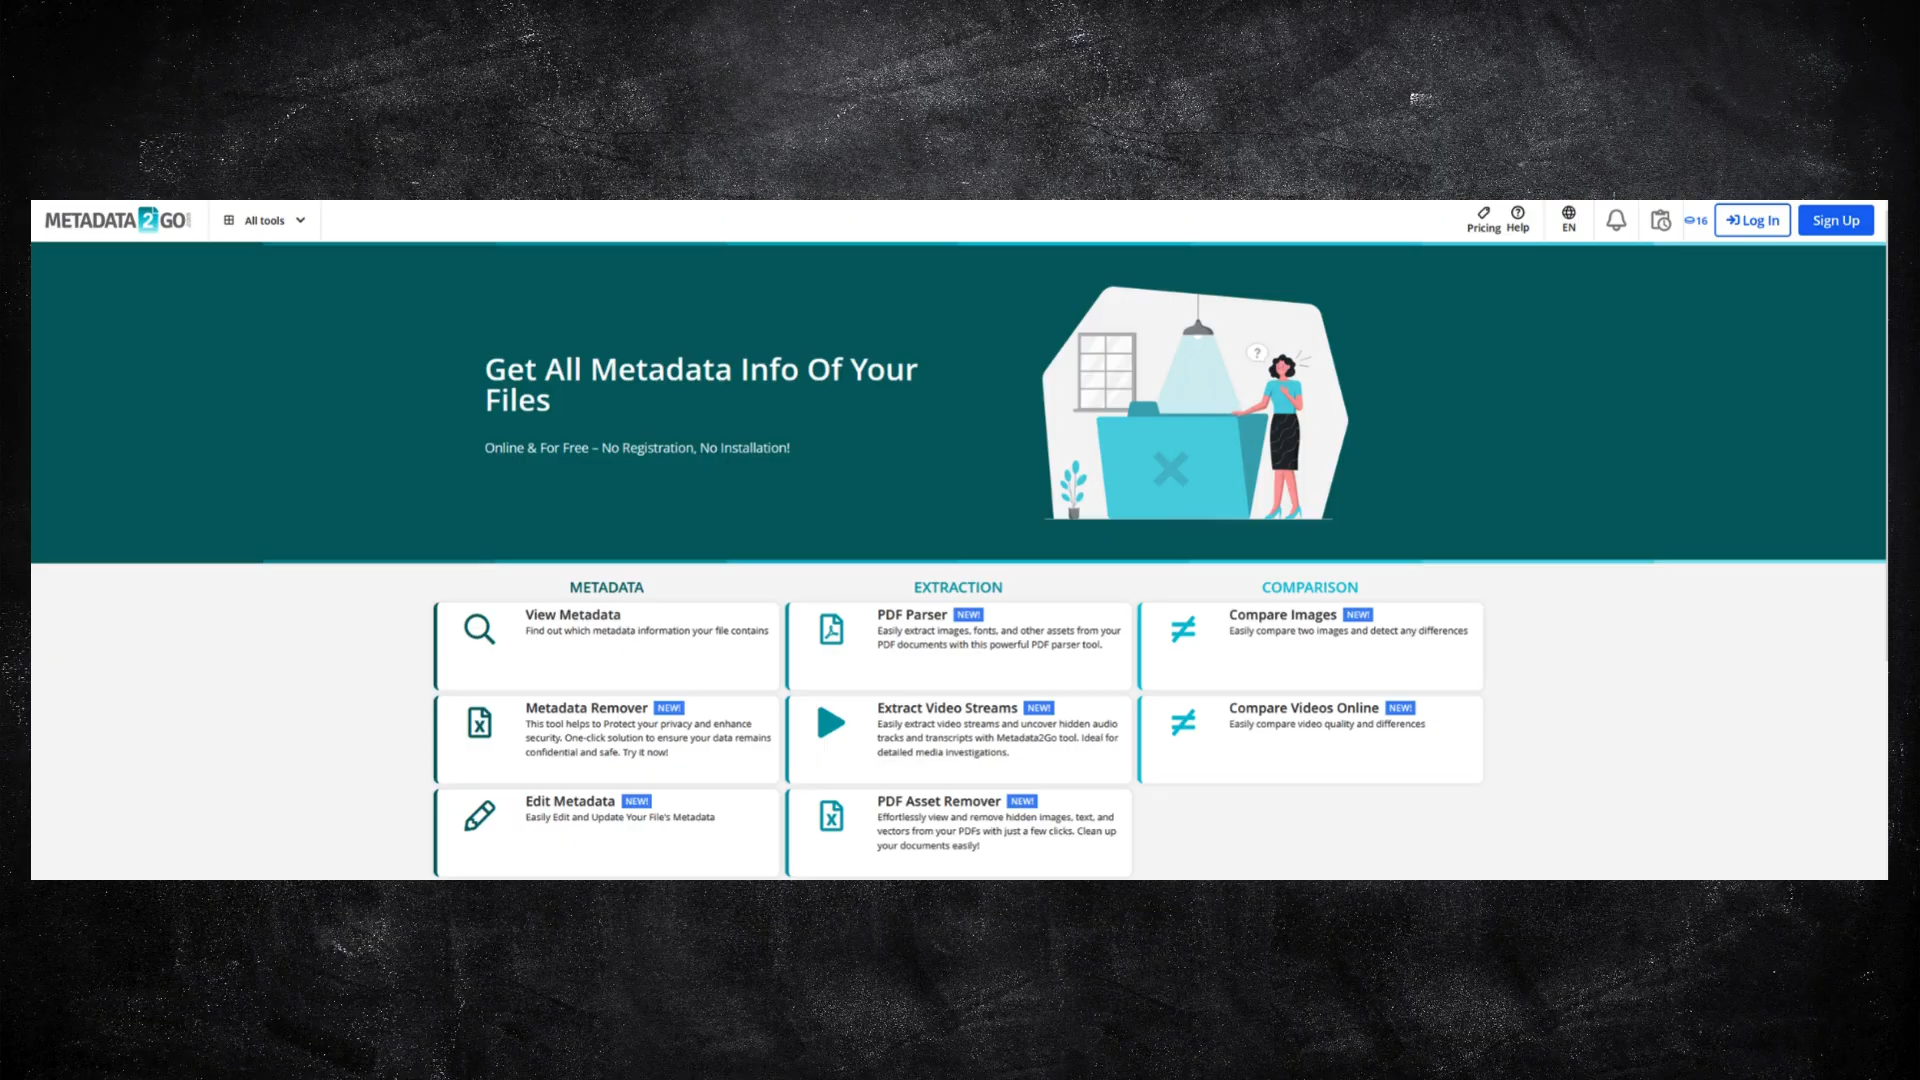 METADATA2GO.com
All tools
Pricing
Help
EN
16
Log In
Sign Up
Get All Metadata Info Of Your
Files
Online & For Free – No Registration, No Installation!
?
METADATA
View Metadata
Find out which metadata information your file contains
Metadata Remover NEW!
This tool helps to Protect your privacy and enhance
security. One-click solution to ensure your data remains
confidential and safe. Try it now!
Edit Metadata NEW!
Easily Edit and Update Your File's Metadata
EXTRACTION
PDF Parser NEW!
Easily extract images, fonts, and other assets from your
PDF documents with this powerful PDF parser tool.
Extract Video Streams NEW!
Easily extract video streams and uncover hidden audio
tracks and transcripts with Metadata2Go tool. Ideal for
detailed media investigations.
PDF Asset Remover NEW!
Effortlessly view and remove hidden images, text, and
vectors from your PDFs with just a few clicks. Clean up
your documents easily!
COMPARISON
Compare Images NEW!
Easily compare two images and detect any differences
Compare Videos Online NEW!
Easily compare video quality and differences